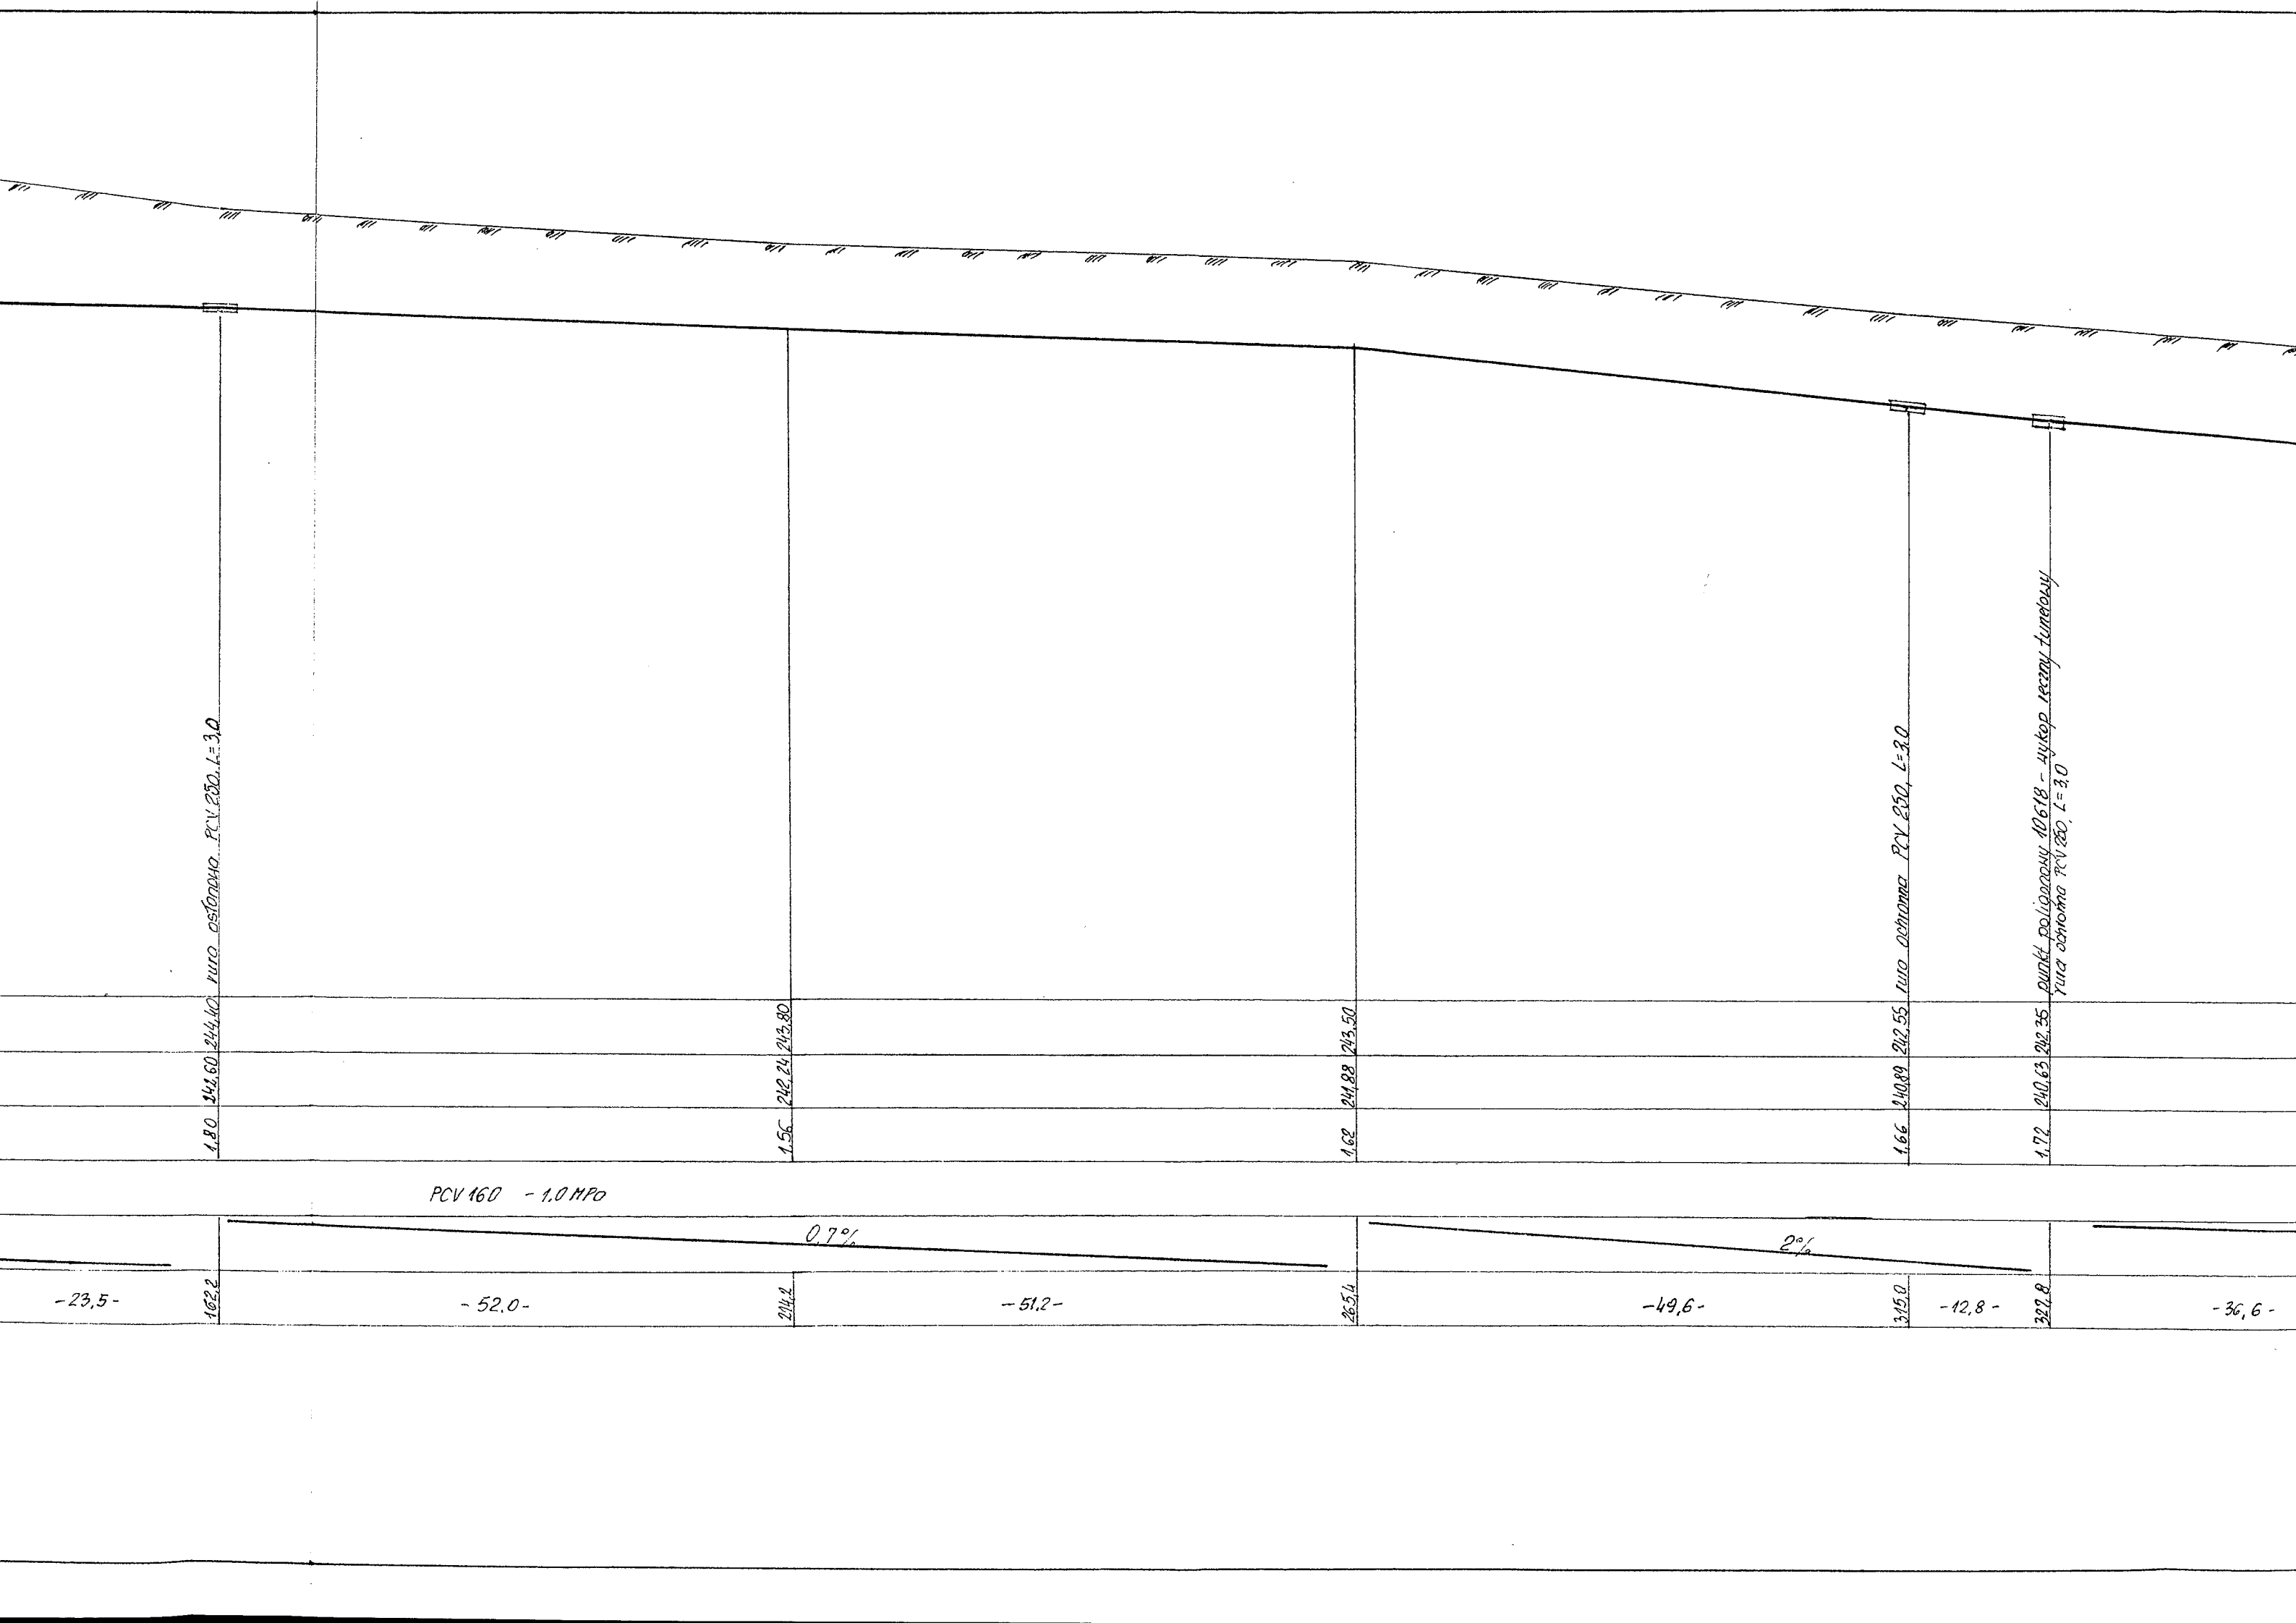 rura osłonowa PCV 250, L=3,0
rura ochronna PCV 250, L=3,0
punkt poligonowy 10618 - wykop ręczny tunelowy
rura ochronna PCV 250, L=3,0
244,40 243,80 243,50 242,55 242,35
242,60 242,24 241,88 240,89 240,63
1,80 1,56 1,62 1,66 1,72
PCV 160 - 1,0 MPa
0,7% 2%
-23,5- 162,2 -52,0- 214,2 -51,2- 265,4 -49,6- 315,0 -12,8- 327,8 -36,6-